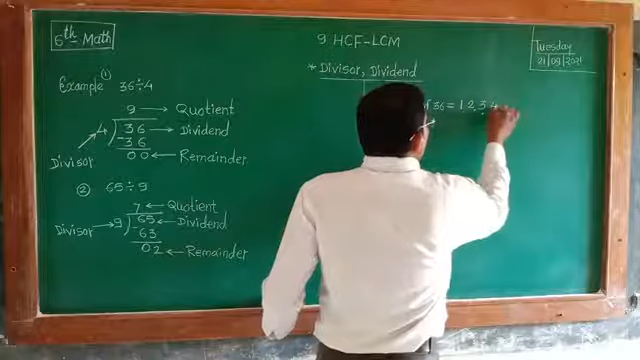 6th Math
9 HCF-LCM
Tuesday
21/09/2021
* Divisor, Dividend
Example (1) 36÷4
9 → Quotient
4)36 → Dividend
-36
00 ← Remainder
Divisor
② 65÷9
7 ← Quotient
Divisor → 9)65 ← Dividend
-63
02 ← Remainder
f 36 = 1, 2, 3, 4